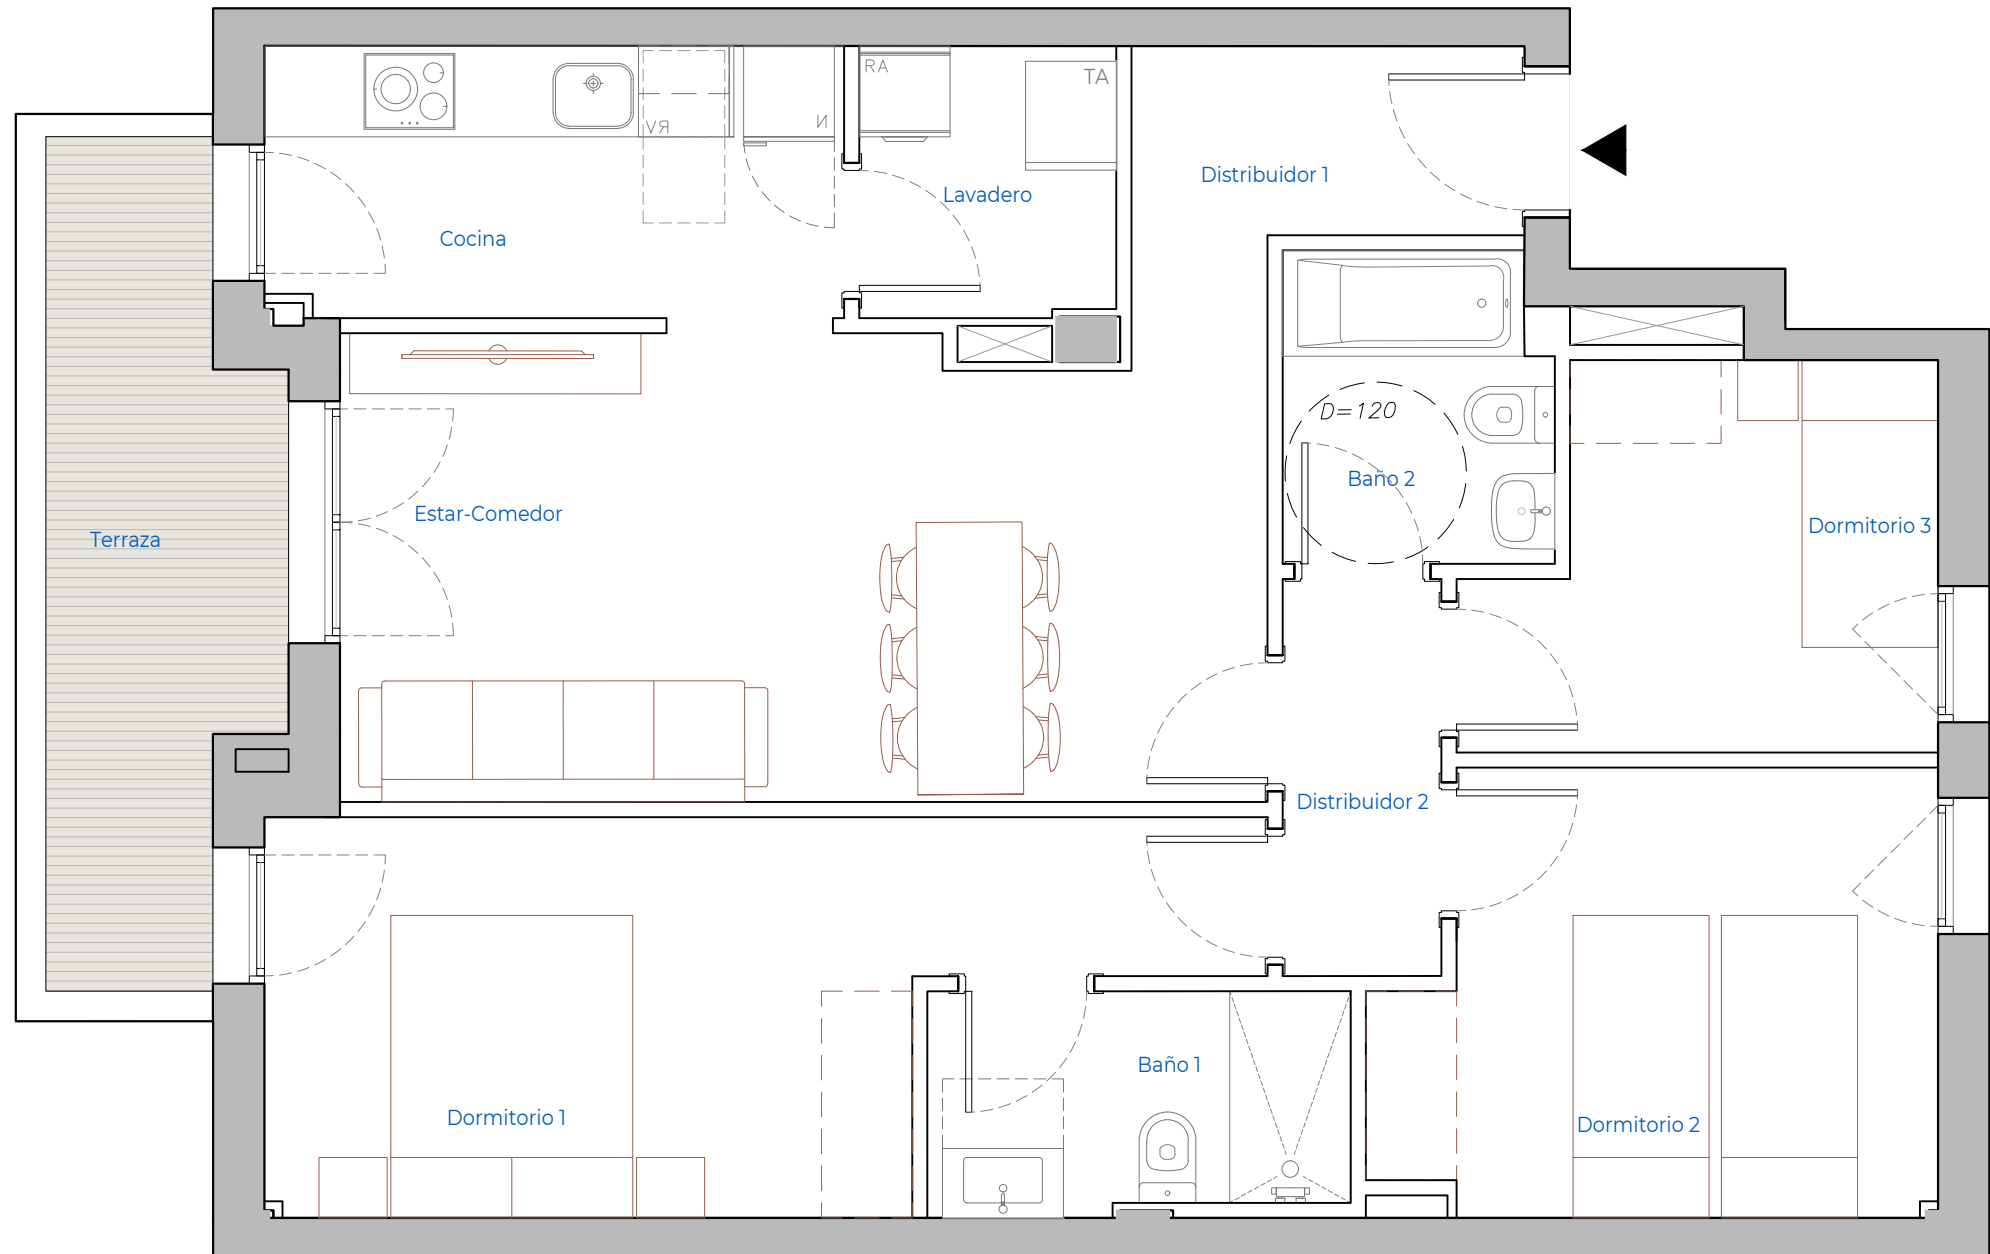 RA
TA
VR
N
Distribuidor 1
Lavadero
Cocina
D=120
Baño 2
Estar-Comedor
Dormitorio 3
Terraza
Distribuidor 2
Baño 1
Dormitorio 1
Dormitorio 2